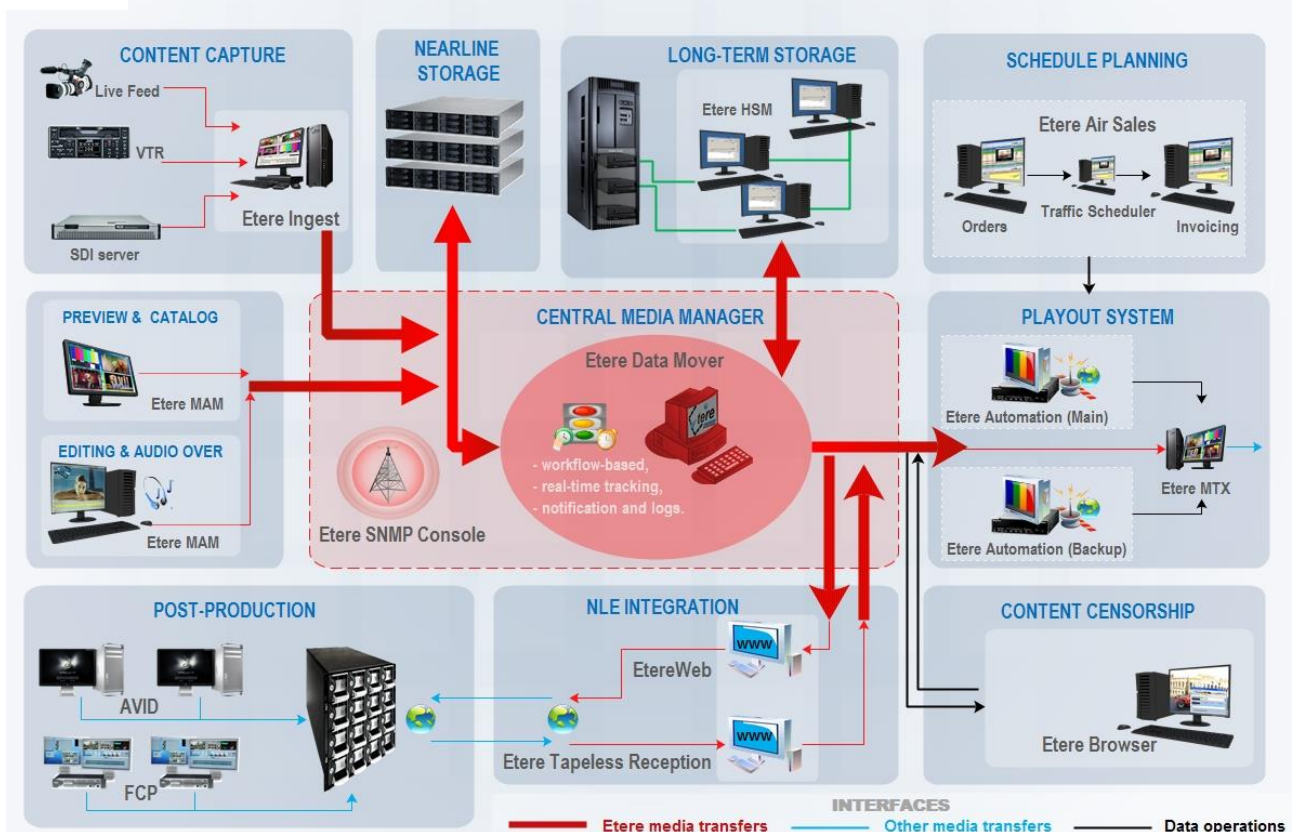 CONTENT CAPTURE
Live Feed
VTR
SDI server
Etere Ingest
NEARLINE
STORAGE
LONG-TERM STORAGE
Etere HSM
SCHEDULE PLANNING
Etere Air Sales
Orders
Traffic Scheduler
Invoicing
PREVIEW & CATALOG
Etere MAM
EDITING & AUDIO OVER
Etere MAM
CENTRAL MEDIA MANAGER
Etere Data Mover
tere
- workflow-based,
- real-time tracking,
- notification and logs.
Etere SNMP Console
PLAYOUT SYSTEM
Etere Automation (Main)
Etere MTX
Etere Automation (Backup)
POST-PRODUCTION
AVID
FCP
NLE INTEGRATION
www
EtereWeb
www
Etere Tapeless Reception
CONTENT CENSORSHIP
Etere Browser
INTERFACES
Etere media transfers
Other media transfers
Data operations